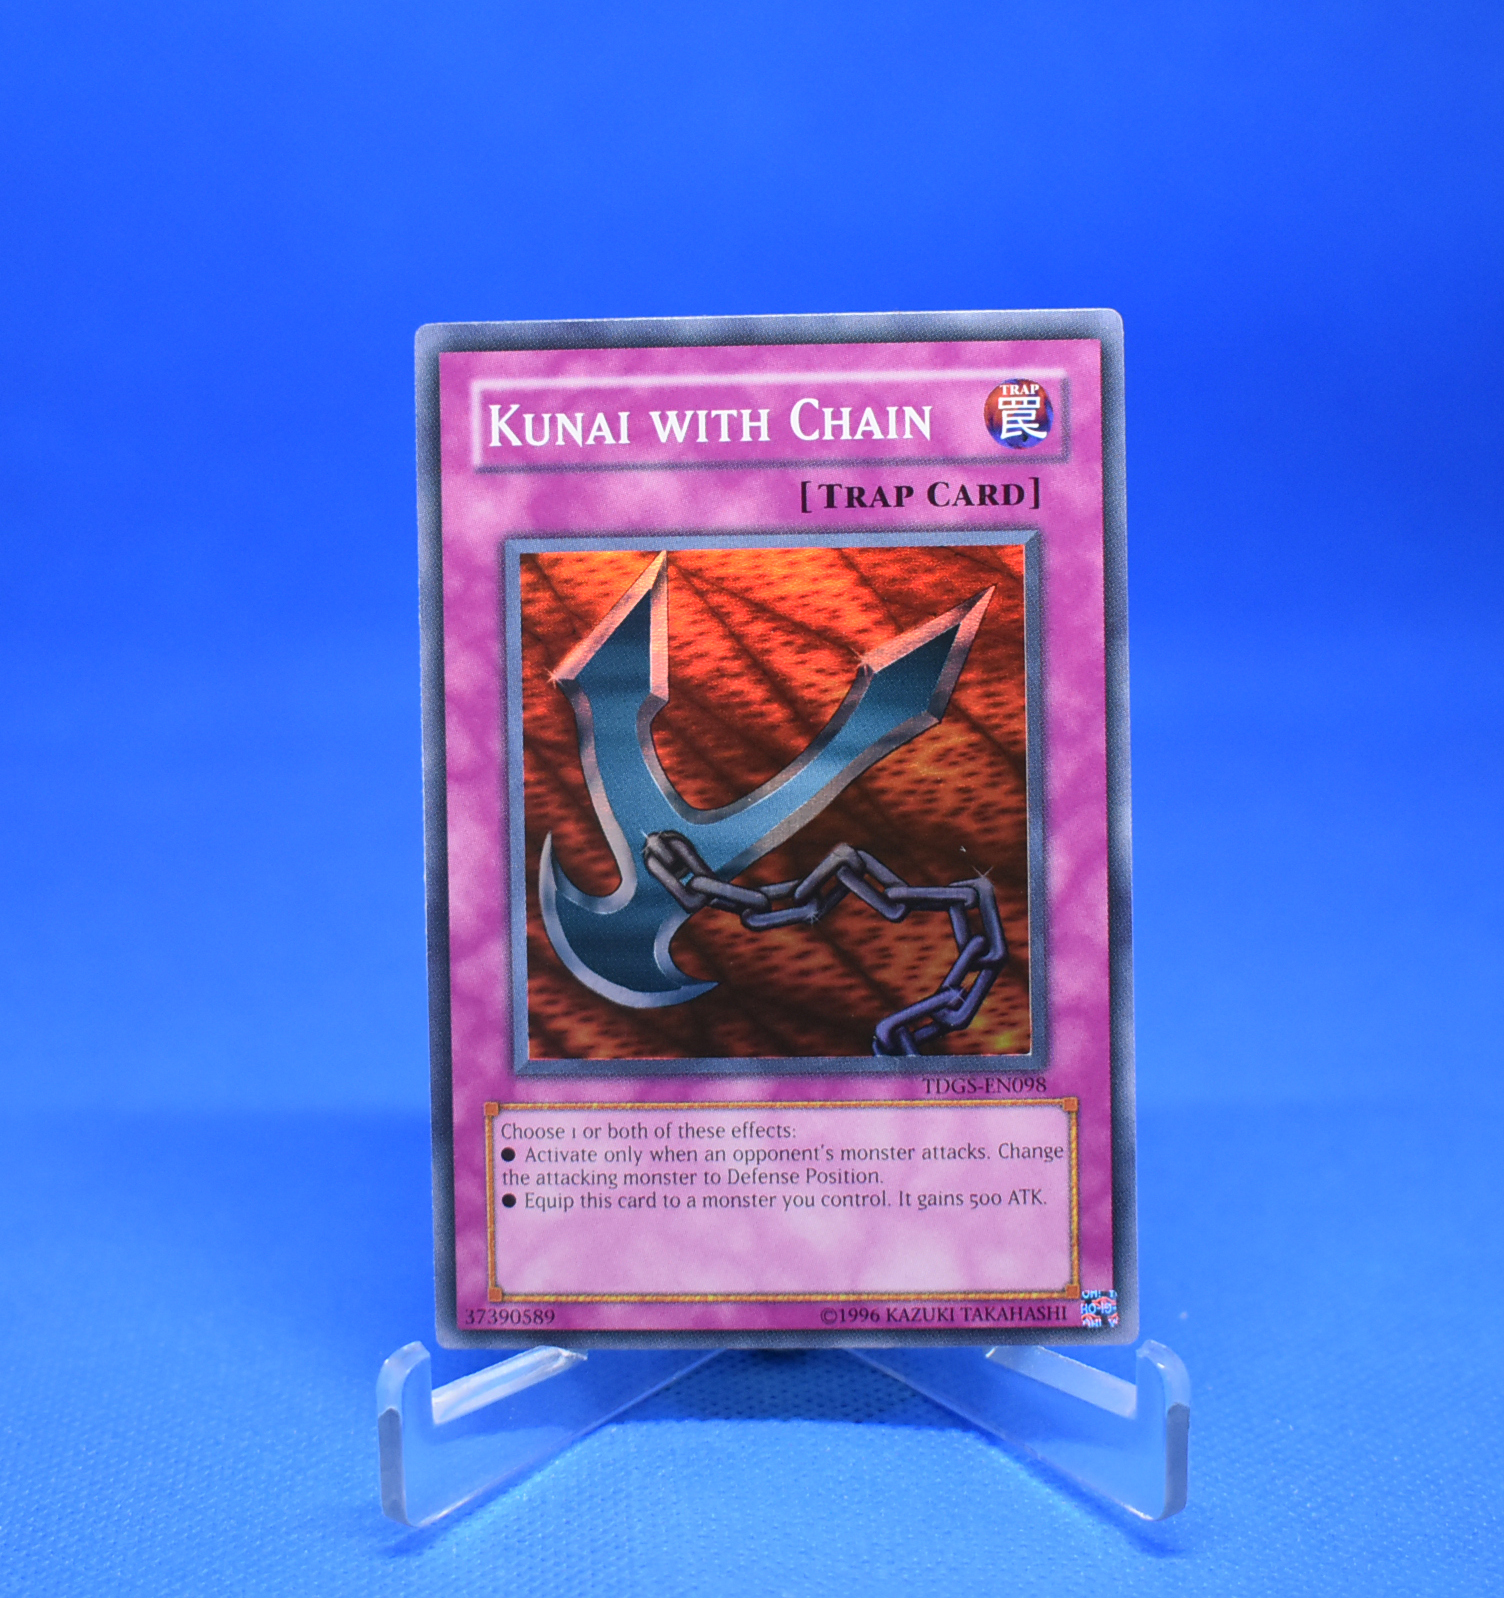 KUNAI WITH CHAIN
TRAP
罠
[TRAP CARD]
TDGS-EN098
Choose 1 or both of these effects:
● Activate only when an opponent's monster attacks. Change
the attacking monster to Defense Position.
● Equip this card to a monster you control. It gains 500 ATK.
37390589
©1996 KAZUKI TAKAHASHI